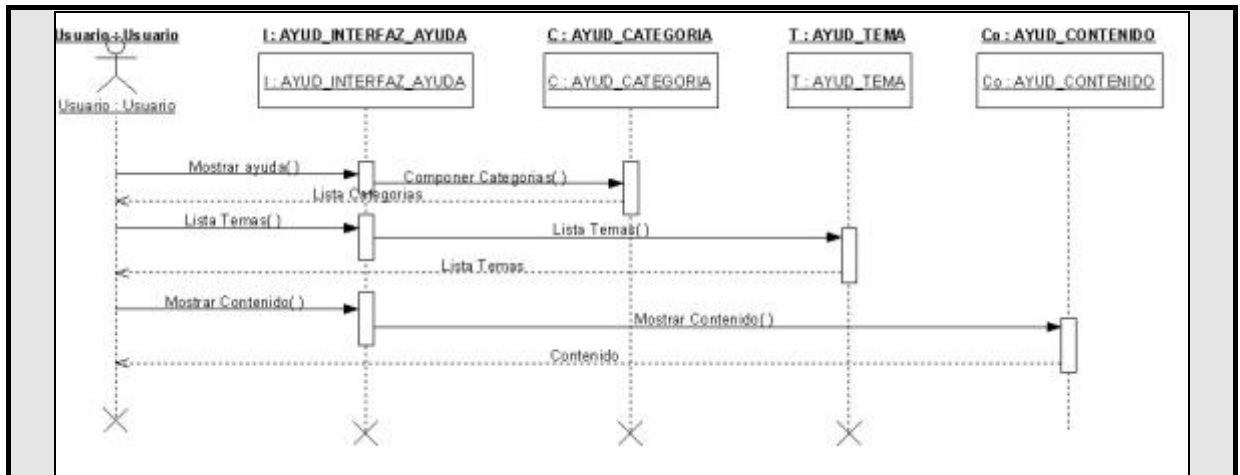 Usuario : Usuario
I : AYUD_INTERFAZ_AYUDA
C : AYUD_CATEGORIA
T : AYUD_TEMA
Co : AYUD_CONTENIDO
I : AYUD_INTERFAZ_AYUDA
C : AYUD_CATEGORIA
T : AYUD_TEMA
Co : AYUD_CONTENIDO
Usuario : Usuario
Mostrar ayuda( )
Componer Categorias( )
Lista Categorias
Lista Temas( )
Lista Temas( )
Lista Temas
Mostrar Contenido( )
Mostrar Contenido( )
Contenido